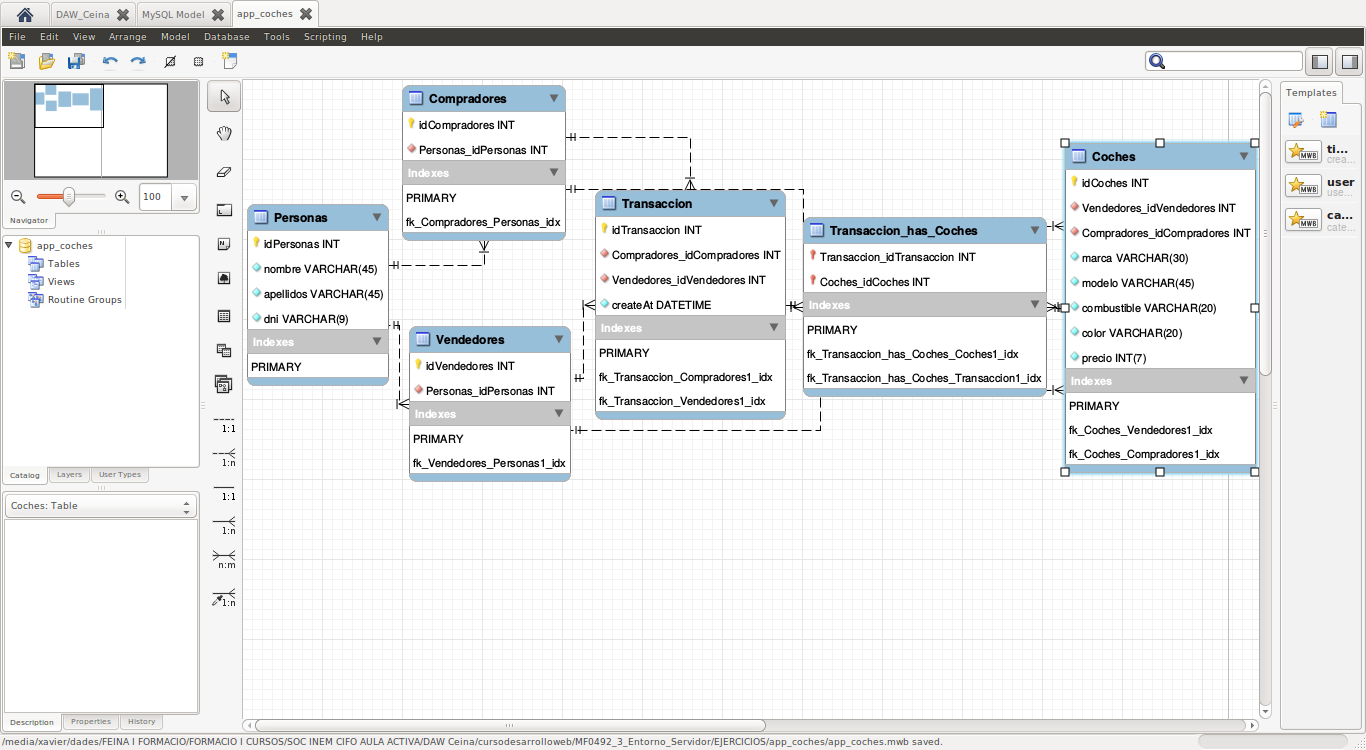 DAW_Ceina
MySQL Model
app_coches
File Edit View Arrange Model Database Tools Scripting Help
100
Navigator
app_coches
Tables
Views
Routine Groups
Catalog Layers User Types
Coches: Table
Description Properties History
1:1
1:n
1:1
1:n
n:m
1:n
Compradores
idCompradores INT
Personas_idPersonas INT
Indexes
PRIMARY
fk_Compradores_Personas_idx
Personas
idPersonas INT
nombre VARCHAR(45)
apellidos VARCHAR(45)
dni VARCHAR(9)
Indexes
PRIMARY
Vendedores
idVendedores INT
Personas_idPersonas INT
Indexes
PRIMARY
fk_Vendedores_Personas1_idx
Transaccion
idTransaccion INT
Compradores_idCompradores INT
Vendedores_idVendedores INT
createAt DATETIME
Indexes
PRIMARY
fk_Transaccion_Compradores1_idx
fk_Transaccion_Vendedores1_idx
Transaccion_has_Coches
Transaccion_idTransaccion INT
Coches_idCoches INT
Indexes
PRIMARY
fk_Transaccion_has_Coches_Coches1_idx
fk_Transaccion_has_Coches_Transaccion1_idx
Coches
idCoches INT
Vendedores_idVendedores INT
Compradores_idCompradores INT
marca VARCHAR(30)
modelo VARCHAR(45)
combustible VARCHAR(20)
color VARCHAR(20)
precio INT(7)
Indexes
PRIMARY
fk_Coches_Vendedores1_idx
fk_Coches_Compradores1_idx
Templates
MWB
ti...
crea...
MWB
user
use...
MWB
ca...
cate...
/media/xavier/dades/FEINA I FORMACIO/FORMACIO I CURSOS/SOC INEM CIFO AULA ACTIVA/DAW Ceina/cursodesarrolloweb/MF0492_3_Entorno_Servidor/EJERCICIOS/app_coches/app_coches.mwb saved.